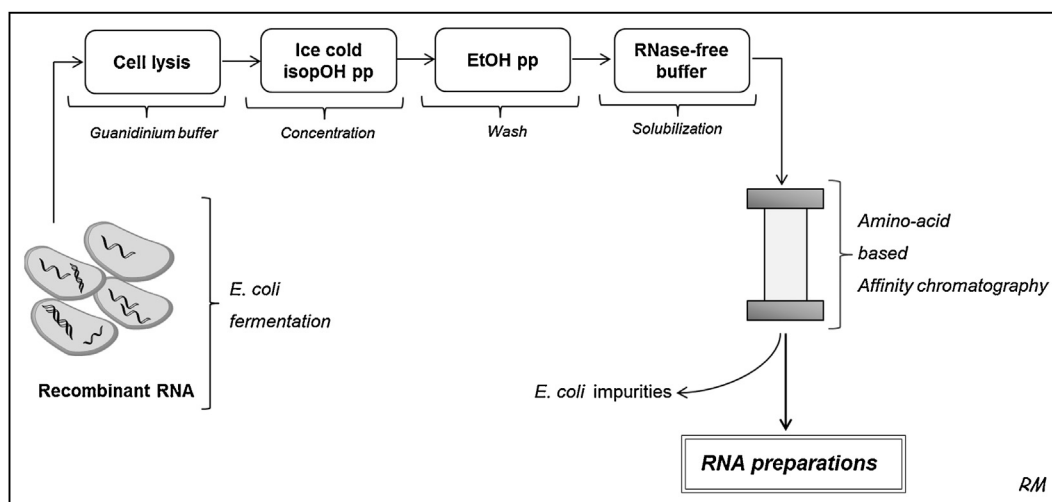 Cell lysis
Ice cold
isopOH pp
EtOH pp
RNase-free
buffer
Guanidinium buffer
Concentration
Wash
Solubilization
Amino-acid
based
Affinity chromatography
E. coli
fermentation
Recombinant RNA
E. coli impurities
RNA preparations
RM